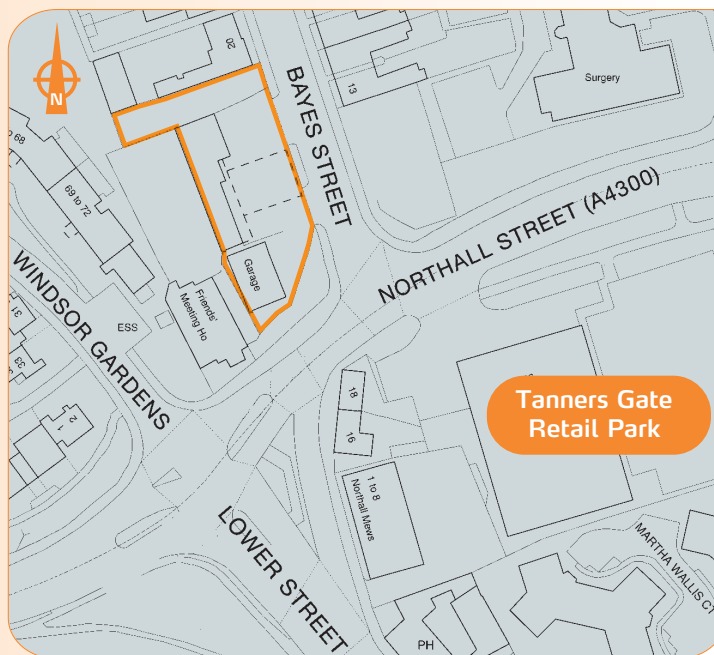 20
13
Surgery
N
to 68
69 to 72
BAYES STREET
NORTHALL STREET (A4300)
Garage
Friends'
Meeting Ho
WINDSOR GARDENS
ESS
31
33
2
1
18
16
Tanners Gate
Retail Park
1 to 8
Northall Mews
LOWER STREET
MARTHA WALLIS CT
PH